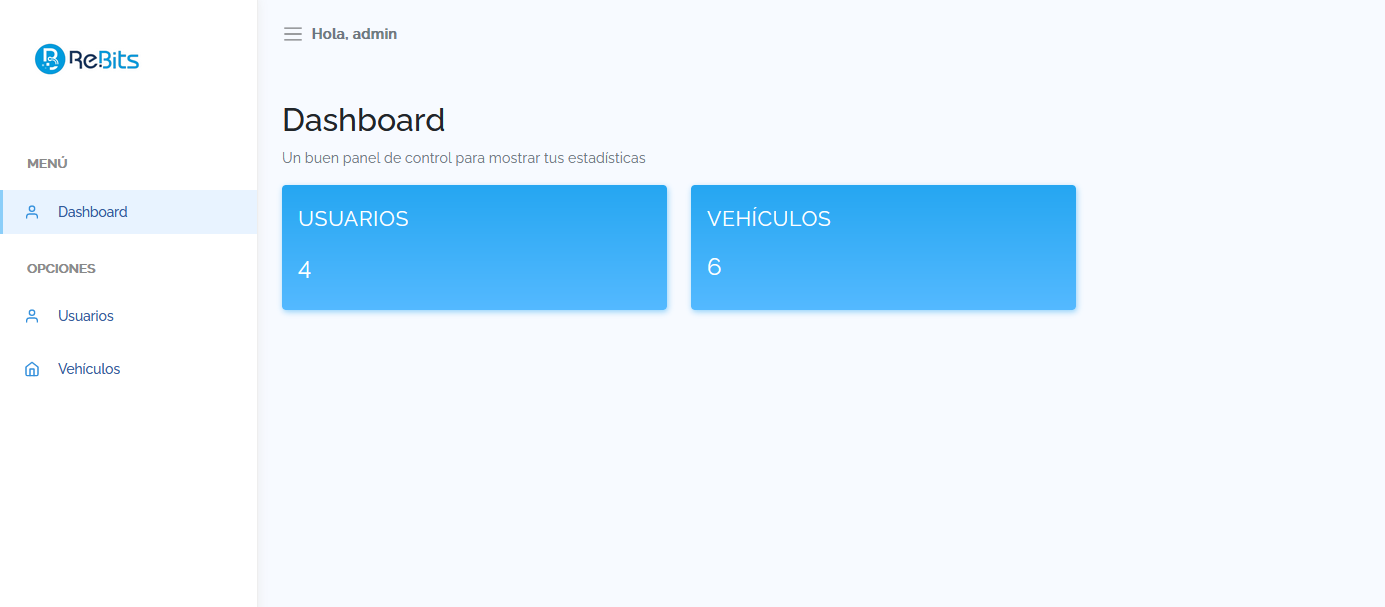 ReBits
Hola, admin
MENÚ
Dashboard
OPCIONES
Usuarios
Vehículos
Dashboard
Un buen panel de control para mostrar tus estadísticas
USUARIOS
4
VEHÍCULOS
6